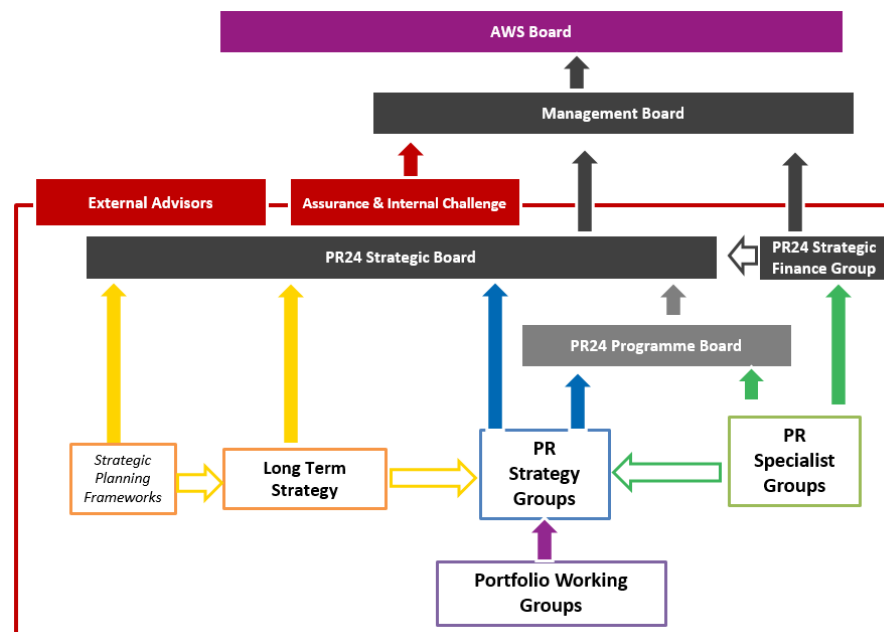 AWS Board
Management Board
External Advisors
Assurance & Internal Challenge
PR24 Strategic Board
PR24 Strategic
Finance Group
PR24 Programme Board
Strategic
Planning
Frameworks
Long Term
Strategy
PR
Strategy
Groups
PR
Specialist
Groups
Portfolio Working
Groups